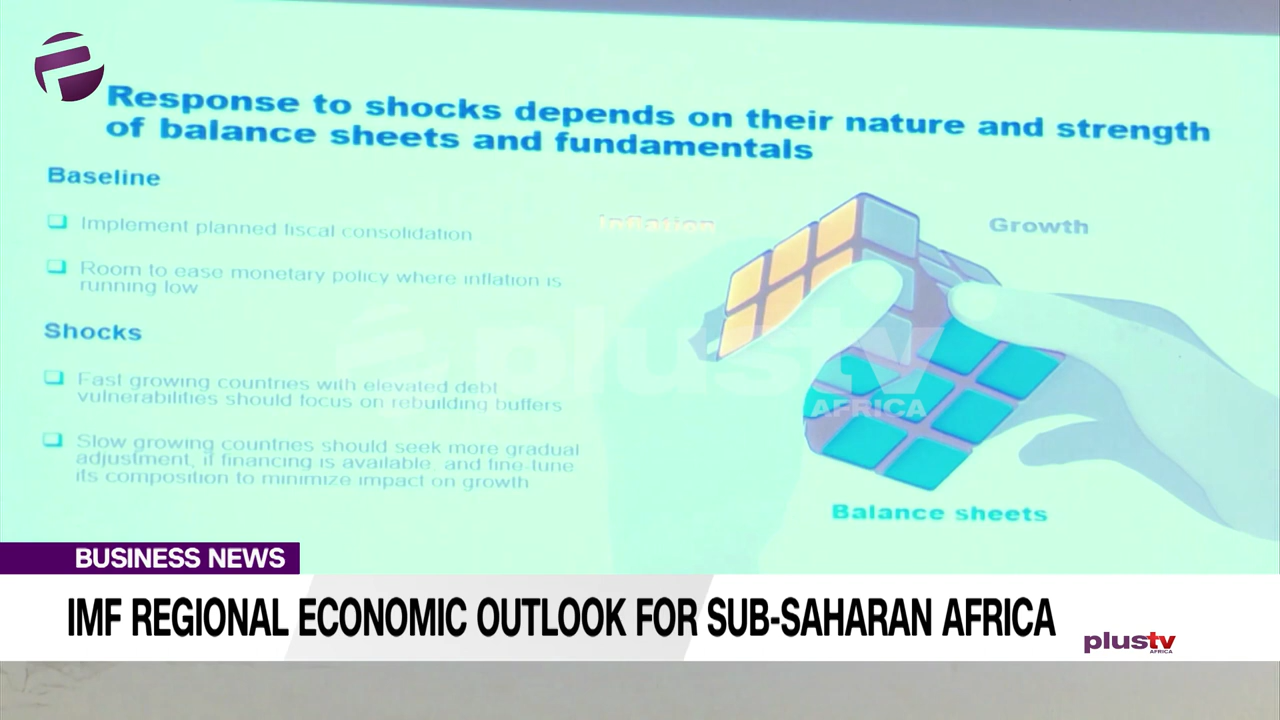 Response to shocks depends on their nature and strength
of balance sheets and fundamentals
Baseline
Implement planned fiscal consolidation
Room to ease monetary policy where inflation is
running low
Shocks
Fast growing countries with elevated debt
vulnerabilities should focus on rebuilding buffers
Slow growing countries should seek more gradual
adjustment, if financing is available, and fine-tune
its composition to minimize impact on growth
Inflation
Growth
Balance sheets
plustv
AFRICA
BUSINESS NEWS
IMF REGIONAL ECONOMIC OUTLOOK FOR SUB-SAHARAN AFRICA
plustv
AFRICA